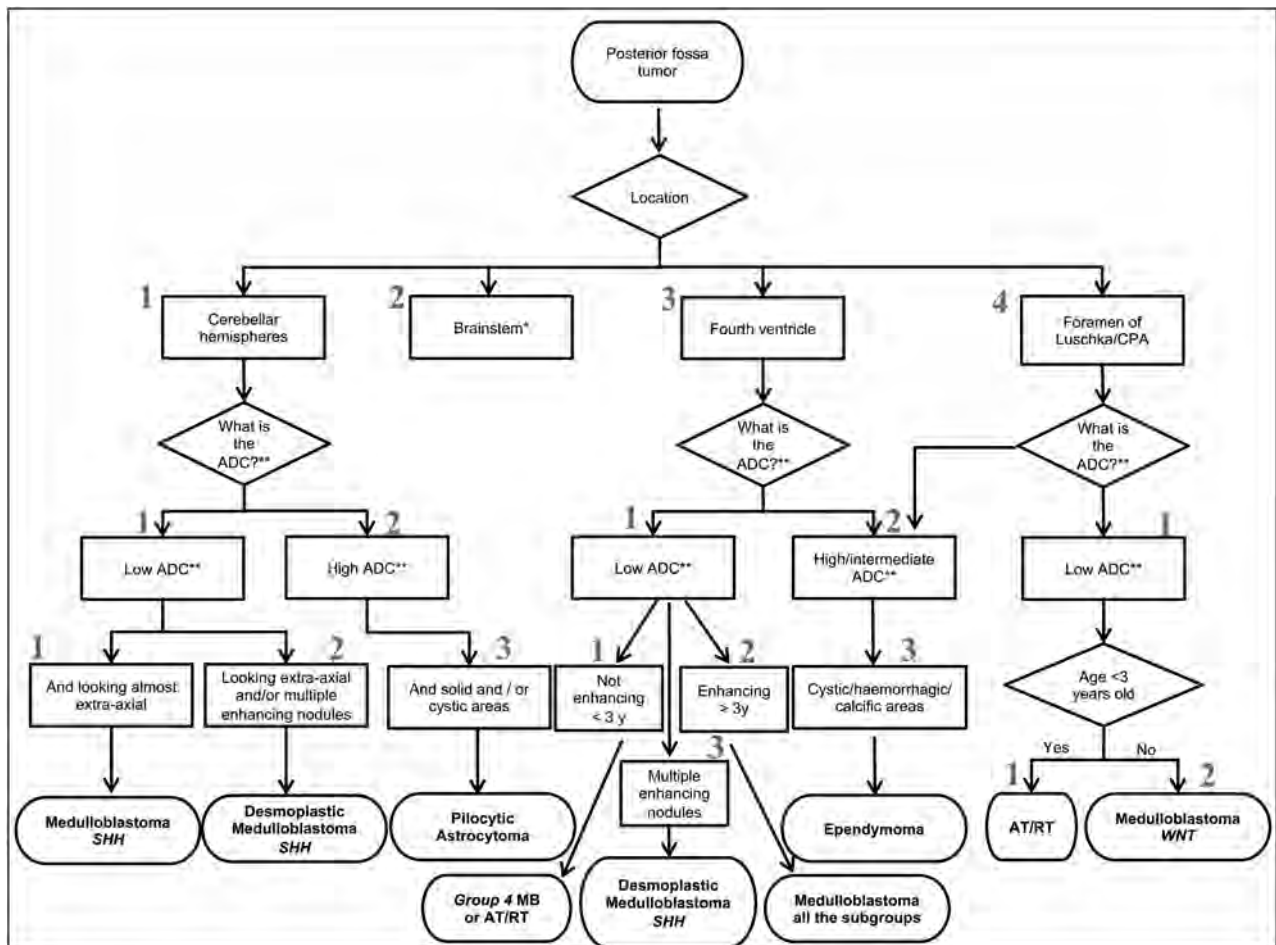 Posterior fossa
tumor
Location
1
Cerebellar
hemispheres
2
Brainstem*
3
Fourth ventricle
4
Foramen of
Luschka/CPA
What is
the
ADC?**
What is
the
ADC?**
What is
the
ADC?**
1
Low ADC**
2
High ADC**
1
Low ADC**
2
High/intermediate
ADC**
1
Low ADC**
1
And looking almost
extra-axial
2
Looking extra-axial
and/or multiple
enhancing nodules
3
And solid and / or
cystic areas
1
Not
enhancing
< 3 y
2
Enhancing
≥ 3y
3
Cystic/haemorrhagic/
calcific areas
Age <3
years old
3
Multiple
enhancing
nodules
Yes
No
1
2
Medulloblastoma
SHH
Desmoplastic
Medulloblastoma
SHH
Pilocytic
Astrocytoma
Ependymoma
AT/RT
Medulloblastoma
WNT
Group 4 MB
or AT/RT
Desmoplastic
Medulloblastoma
SHH
Medulloblastoma
all the subgroups